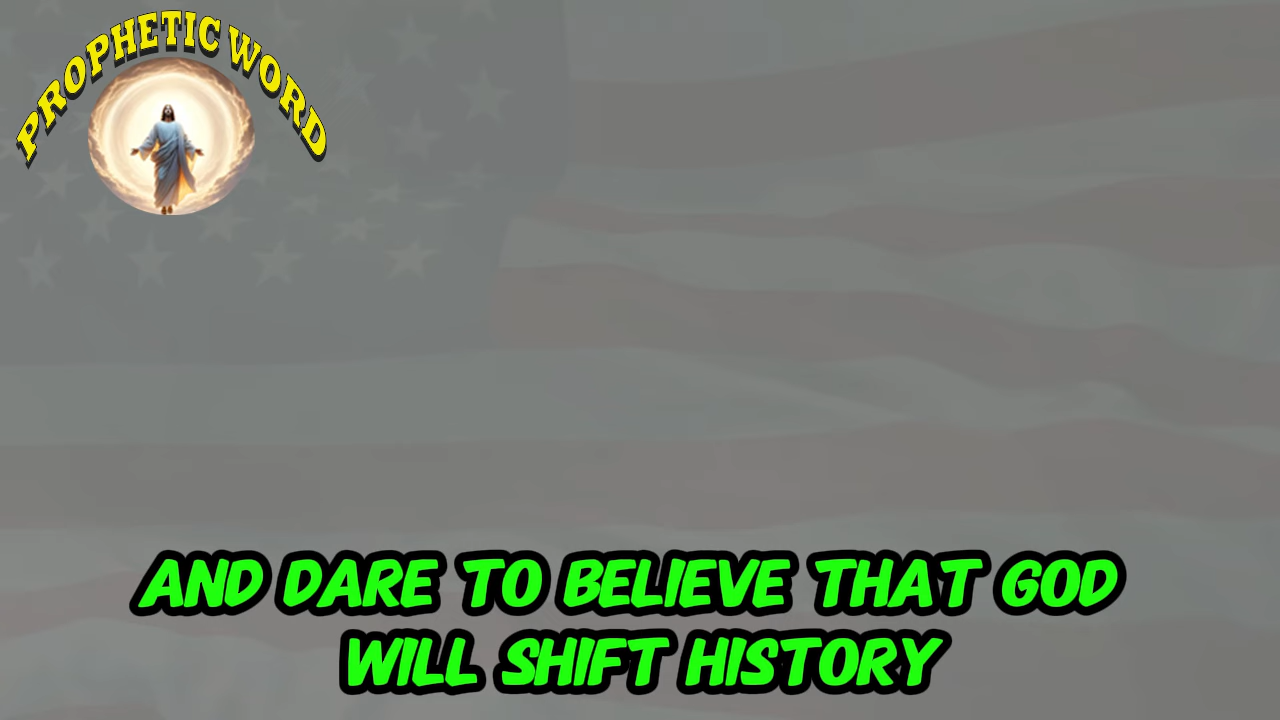 PROPHETIC WORD
AND DARE TO BELIEVE THAT GOD
WILL SHIFT HISTORY